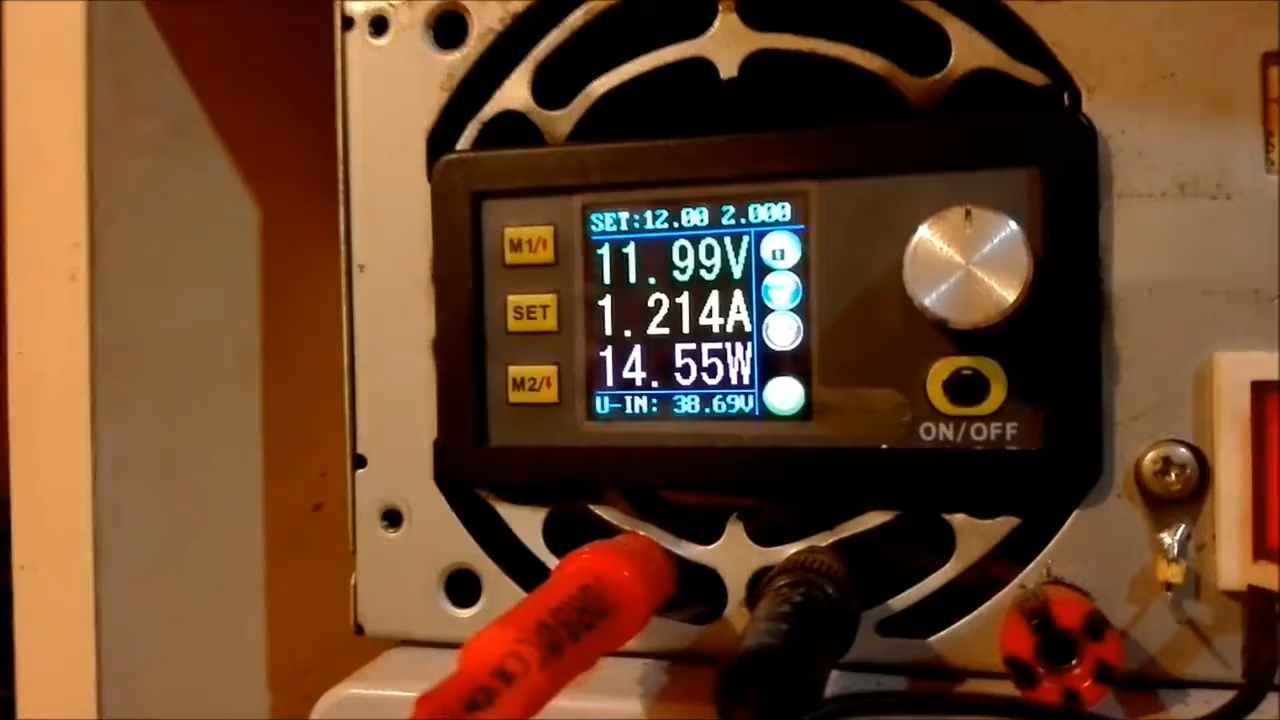 SET:12.00 2.000
M1/⬆
11.99V
SET
1.214A
M2/⬇
14.55W
U-IN: 38.69V
ON/OFF